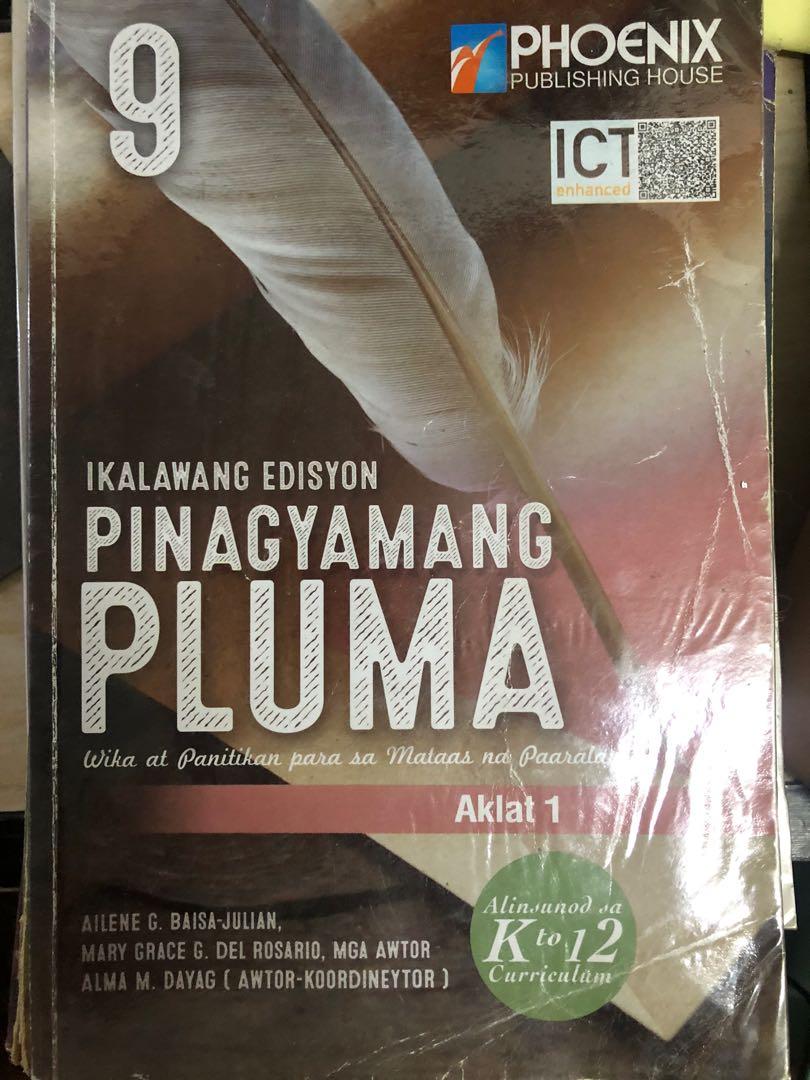 9
PHOENIX
PUBLISHING HOUSE
ICT
enhanced
IKALAWANG EDISYON
PINAGYAMANG
PLUMA
Wika at Panitikan para sa Mataas na
Aklat 1
AILENE G. BAISA-JULIAN,
MARY GRACE G. DEL ROSARIO, MGA AWTOR
ALMA M. DAYAG ( AWTOR-KOORDINEYTOR )
Alinsunod sa
K to 12
Curriculum